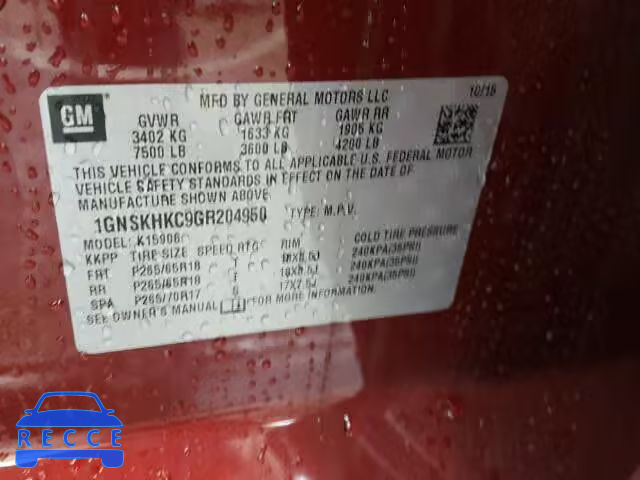 GM
MFD BY GENERAL MOTORS LLC
10/15
GVWR GAWR FRT GAWR RR
3402 KG 1633 KG 1905 KG
7500 LB 3600 LB 4200 LB
THIS VEHICLE CONFORMS TO ALL APPLICABLE U.S. FEDERAL MOTOR
VEHICLE SAFETY STANDARDS IN EFFECT ON THE DATE OF
MANUFACTURE SHOWN ABOVE.
1GNSKHKC9GR204950 TYPE: M.P.V.
MODEL: K15906
KKPP TIRE SIZE SPEED RTG RIM COLD TIRE PRESSURE
FRT P265/65R18 T 18X8.5J 240KPA(35PSI)
RR P265/65R18 T 18X8.5J 240KPA(35PSI)
SPA P265/70R17 S 17X7.5J 240KPA(35PSI)
SEE OWNER'S MANUAL FOR MORE INFORMATION.
RECCE